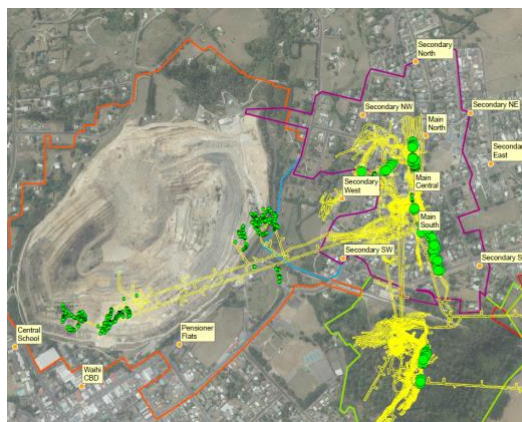 Secondary
North
Secondary NW
Secondary NE
Main
North
Secondary
East
Main
Central
Secondary
West
Main
South
Secondary SW
Secondary S
Central
School
Pensioner
Flats
Waihi
CBD